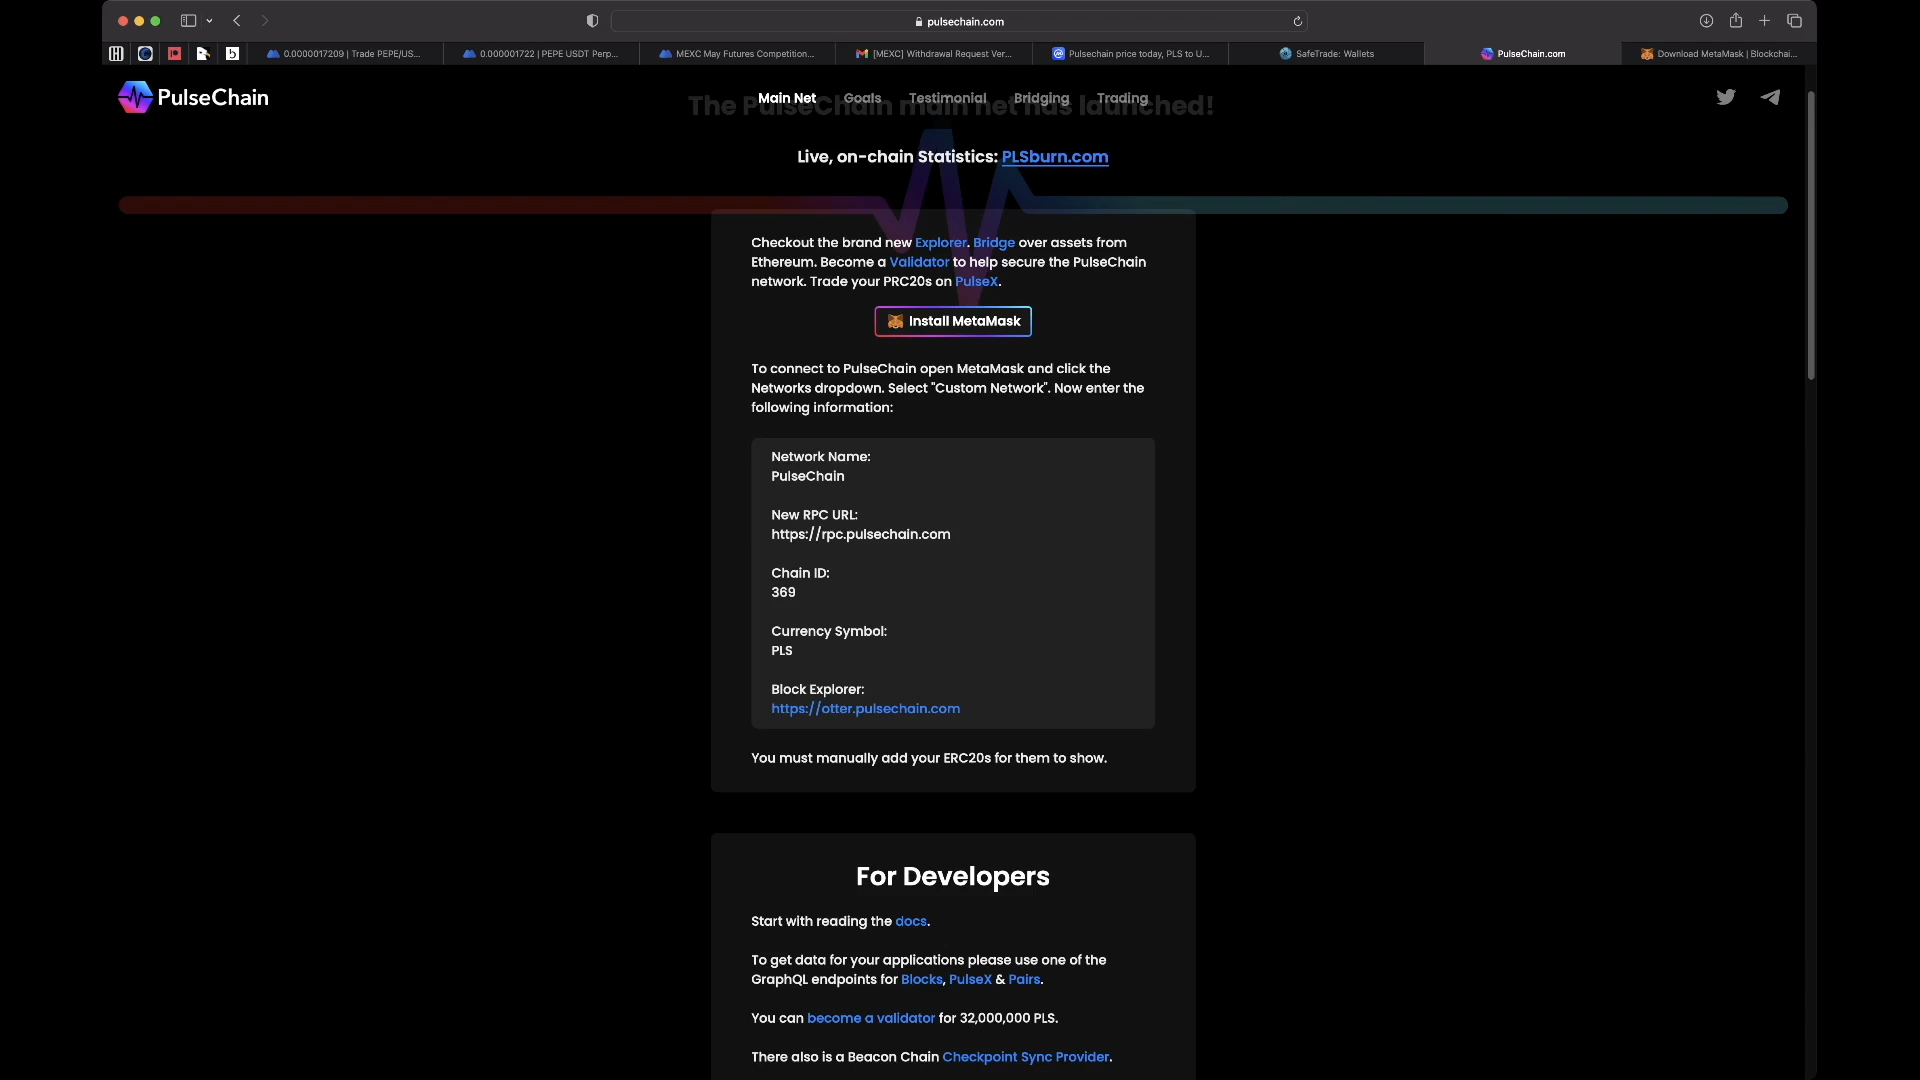 pulsechain.com
0.0000017209 | Trade PEPE/US...
0.000001722 | PEPE USDT Perp...
MEXC May Futures Competition...
[MEXC] Withdrawal Request Ver...
Pulsechain price today, PLS to U...
SafeTrade: Wallets
PulseChain.com
Download MetaMask | Blockchai...
PulseChain
Main Net
Goals
Testimonial
Bridging
Trading
The PulseChain main net has launched!
Live, on-chain Statistics: PLSburn.com
Checkout the brand new Explorer. Bridge over assets from
Ethereum. Become a Validator to help secure the PulseChain
network. Trade your PRC20s on PulseX.
Install MetaMask
To connect to PulseChain open MetaMask and click the
Networks dropdown. Select "Custom Network". Now enter the
following information:
Network Name:
PulseChain
New RPC URL:
https://rpc.pulsechain.com
Chain ID:
369
Currency Symbol:
PLS
Block Explorer:
https://otter.pulsechain.com
You must manually add your ERC20s for them to show.
For Developers
Start with reading the docs.
To get data for your applications please use one of the
GraphQL endpoints for Blocks, PulseX & Pairs.
You can become a validator for 32,000,000 PLS.
There also is a Beacon Chain Checkpoint Sync Provider.